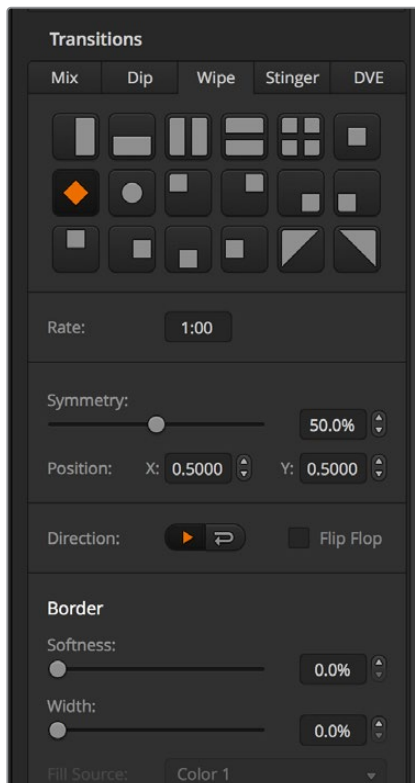 Transitions
Mix Dip Wipe Stinger DVE
Rate: 1:00
Symmetry:
50.0%
Position: X: 0.5000 Y: 0.5000
Direction: Flip Flop
Border
Softness:
0.0%
Width:
0.0%
Fill Source: Color 1